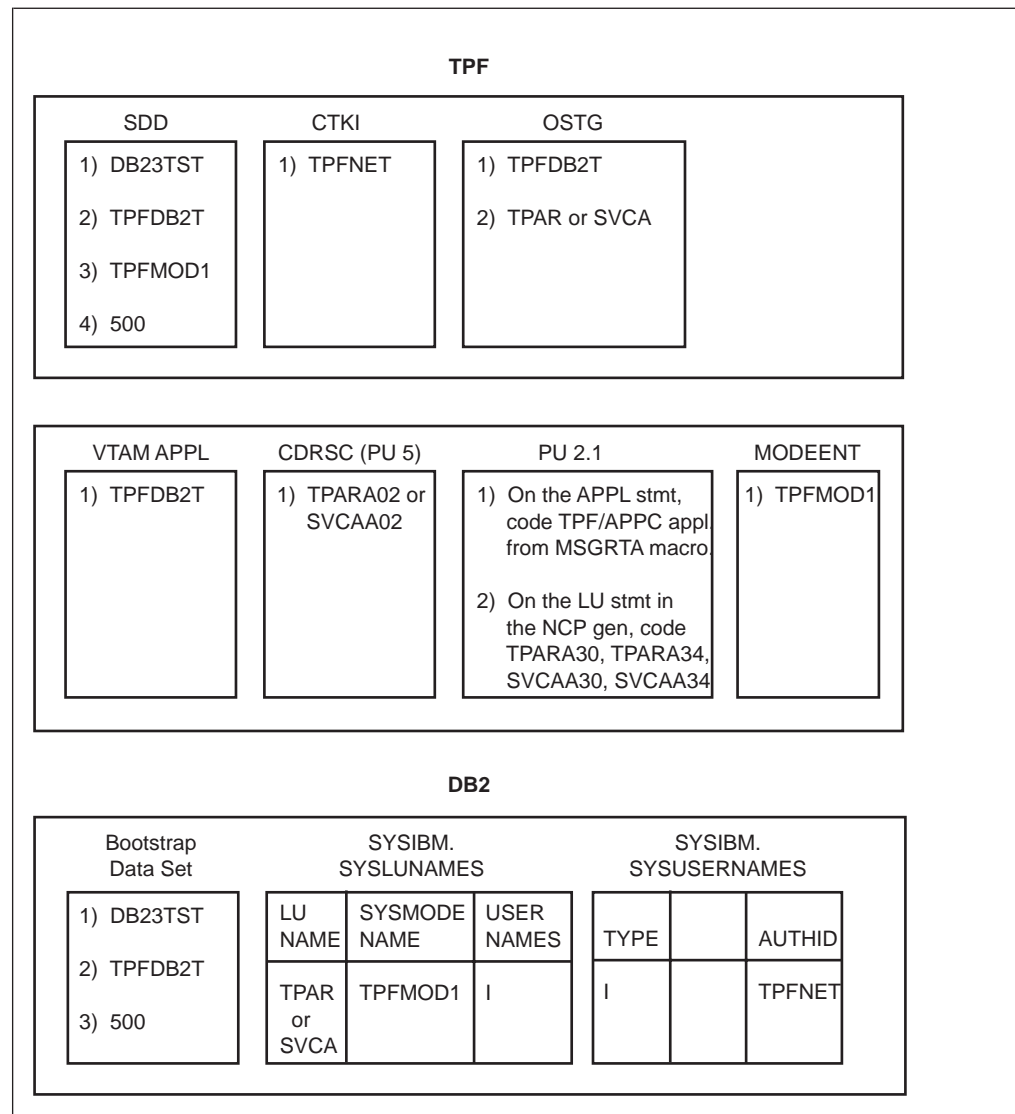 TPF
SDD
1) DB23TST
2) TPFDB2T
3) TPFMOD1
4) 500
CTKI
1) TPFNET
OSTG
1) TPFDB2T
2) TPAR or SVCA
VTAM APPL
1) TPFDB2T
CDRSC (PU 5)
1) TPARA02 or
SVCAA02
PU 2.1
1) On the APPL stmt,
code TPF/APPC appl.
from MSGRTA macro.
2) On the LU stmt in
the NCP gen, code
TPARA30, TPARA34,
SVCAA30, SVCAA34
MODEENT
1) TPFMOD1
DB2
Bootstrap
Data Set
1) DB23TST
2) TPFDB2T
3) 500
SYSIBM.
SYSLUNAMES
LU
NAME
SYSMODE
NAME
USER
NAMES
TPAR
or
SVCA
TPFMOD1
I
SYSIBM.
SYSUSERNAMES
TYPE
AUTHID
I
TPFNET